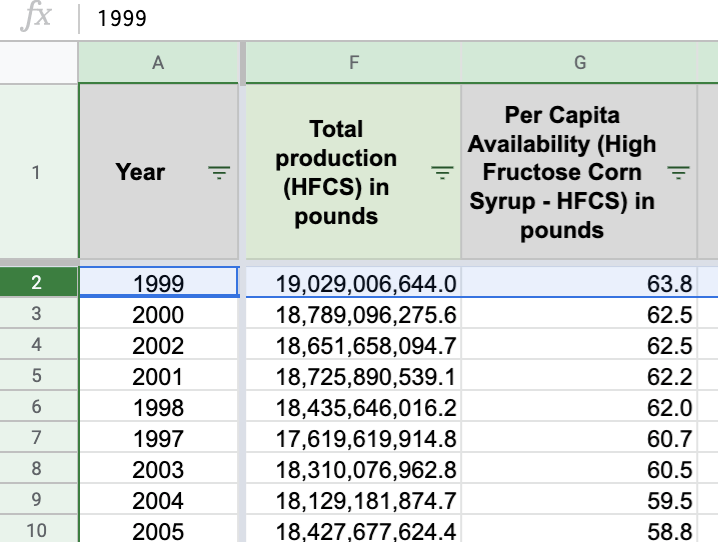 fx 1999
A F G
1 Year Total production (HFCS) in pounds Per Capita Availability (High Fructose Corn Syrup - HFCS) in pounds
2 1999 19,029,006,644.0 63.8
3 2000 18,789,096,275.6 62.5
4 2002 18,651,658,094.7 62.5
5 2001 18,725,890,539.1 62.2
6 1998 18,435,646,016.2 62.0
7 1997 17,619,619,914.8 60.7
8 2003 18,310,076,962.8 60.5
9 2004 18,129,181,874.7 59.5
10 2005 18,427,677,624.4 58.8